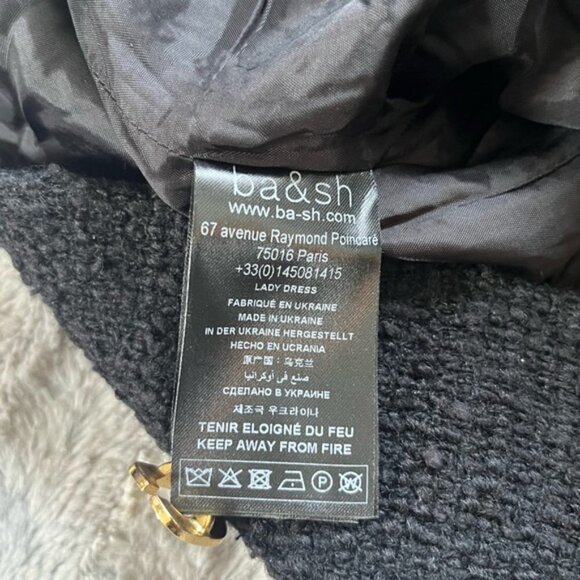 ba&sh
www.ba-sh.com
67 avenue Raymond Poincaré
75016 Paris
+33(0)145081415
LADY DRESS
FABRIQUÉ EN UKRAINE
MADE IN UKRAINE
IN DER UKRAINE HERGESTELLT
HECHO EN UCRANIA
原产国：乌克兰
صنع في أوكرانيا
СДЕЛАНО В УКРАИНЕ
제조국 우크라이나
TENIR ELOIGNÉ DU FEU
KEEP AWAY FROM FIRE
P W